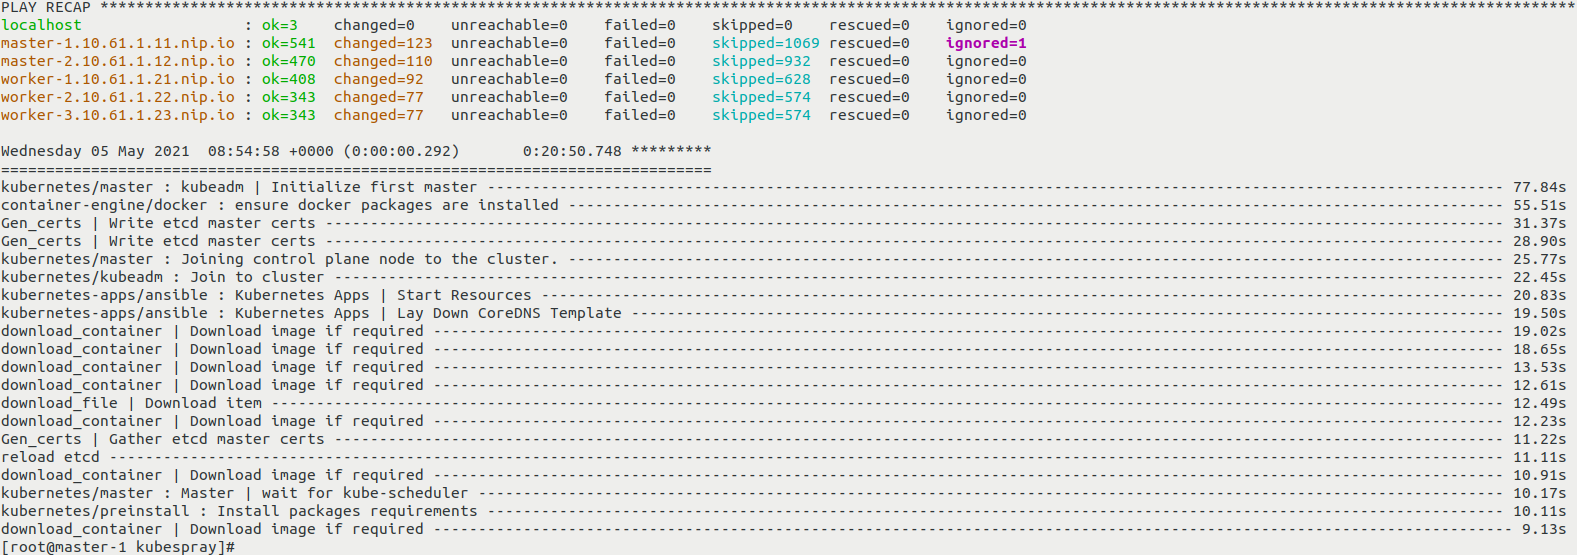 PLAY RECAP ****************************************************************************************************************************************************************
localhost                  : ok=3    changed=0    unreachable=0    failed=0    skipped=0    rescued=0    ignored=0
master-1.10.61.1.11.nip.io : ok=541  changed=123  unreachable=0    failed=0    skipped=1069 rescued=0    ignored=1
master-2.10.61.1.12.nip.io : ok=470  changed=110  unreachable=0    failed=0    skipped=932  rescued=0    ignored=0
worker-1.10.61.1.21.nip.io : ok=408  changed=92   unreachable=0    failed=0    skipped=628  rescued=0    ignored=0
worker-2.10.61.1.22.nip.io : ok=343  changed=77   unreachable=0    failed=0    skipped=574  rescued=0    ignored=0
worker-3.10.61.1.23.nip.io : ok=343  changed=77   unreachable=0    failed=0    skipped=574  rescued=0    ignored=0
Wednesday 05 May 2021  08:54:58 +0000 (0:00:00.292)       0:20:50.748 *********
===============================================================================
kubernetes/master : kubeadm | Initialize first master ----------------------------------------------------------------------------------------------------------------- 77.84s
container-engine/docker : ensure docker packages are installed -------------------------------------------------------------------------------------------------------- 55.51s
Gen_certs | Write etcd master certs ----------------------------------------------------------------------------------------------------------------------------------- 31.37s
Gen_certs | Write etcd master certs ----------------------------------------------------------------------------------------------------------------------------------- 28.90s
kubernetes/master : Joining control plane node to the cluster. -------------------------------------------------------------------------------------------------------- 25.77s
kubernetes/kubeadm : Join to cluster ---------------------------------------------------------------------------------------------------------------------------------- 22.45s
kubernetes-apps/ansible : Kubernetes Apps | Start Resources ----------------------------------------------------------------------------------------------------------- 20.83s
kubernetes-apps/ansible : Kubernetes Apps | Lay Down CoreDNS Template ------------------------------------------------------------------------------------------------- 19.50s
download_container | Download image if required ----------------------------------------------------------------------------------------------------------------------- 19.02s
download_container | Download image if required ----------------------------------------------------------------------------------------------------------------------- 18.65s
download_container | Download image if required ----------------------------------------------------------------------------------------------------------------------- 13.53s
download_container | Download image if required ----------------------------------------------------------------------------------------------------------------------- 12.61s
download_file | Download item ----------------------------------------------------------------------------------------------------------------------------------------- 12.49s
download_container | Download image if required ----------------------------------------------------------------------------------------------------------------------- 12.23s
Gen_certs | Gather etcd master certs ---------------------------------------------------------------------------------------------------------------------------------- 11.22s
reload etcd ----------------------------------------------------------------------------------------------------------------------------------------------------------- 11.11s
download_container | Download image if required ----------------------------------------------------------------------------------------------------------------------- 10.91s
kubernetes/master : Master | wait for kube-scheduler ------------------------------------------------------------------------------------------------------------------ 10.17s
kubernetes/preinstall : Install packages requirements ----------------------------------------------------------------------------------------------------------------- 10.11s
download_container | Download image if required ------------------------------------------------------------------------------------------------------------------------ 9.13s
[root@master-1 kubespray]#